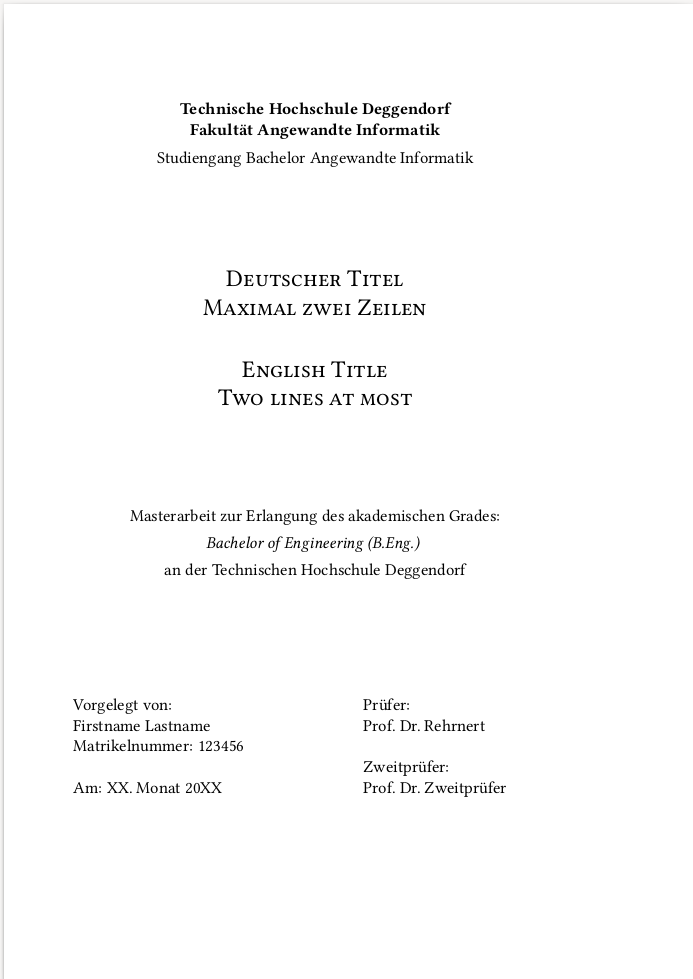 Technische Hochschule Deggendorf
Fakultät Angewandte Informatik
Studiengang Bachelor Angewandte Informatik
Deutscher Titel
Maximal zwei Zeilen
English Title
Two lines at most
Masterarbeit zur Erlangung des akademischen Grades:
Bachelor of Engineering (B.Eng.)
an der Technischen Hochschule Deggendorf
Vorgelegt von:
Firstname Lastname
Matrikelnummer: 123456
Am: XX. Monat 20XX
Prüfer:
Prof. Dr. Rehrnert
Zweitprüfer:
Prof. Dr. Zweitprüfer